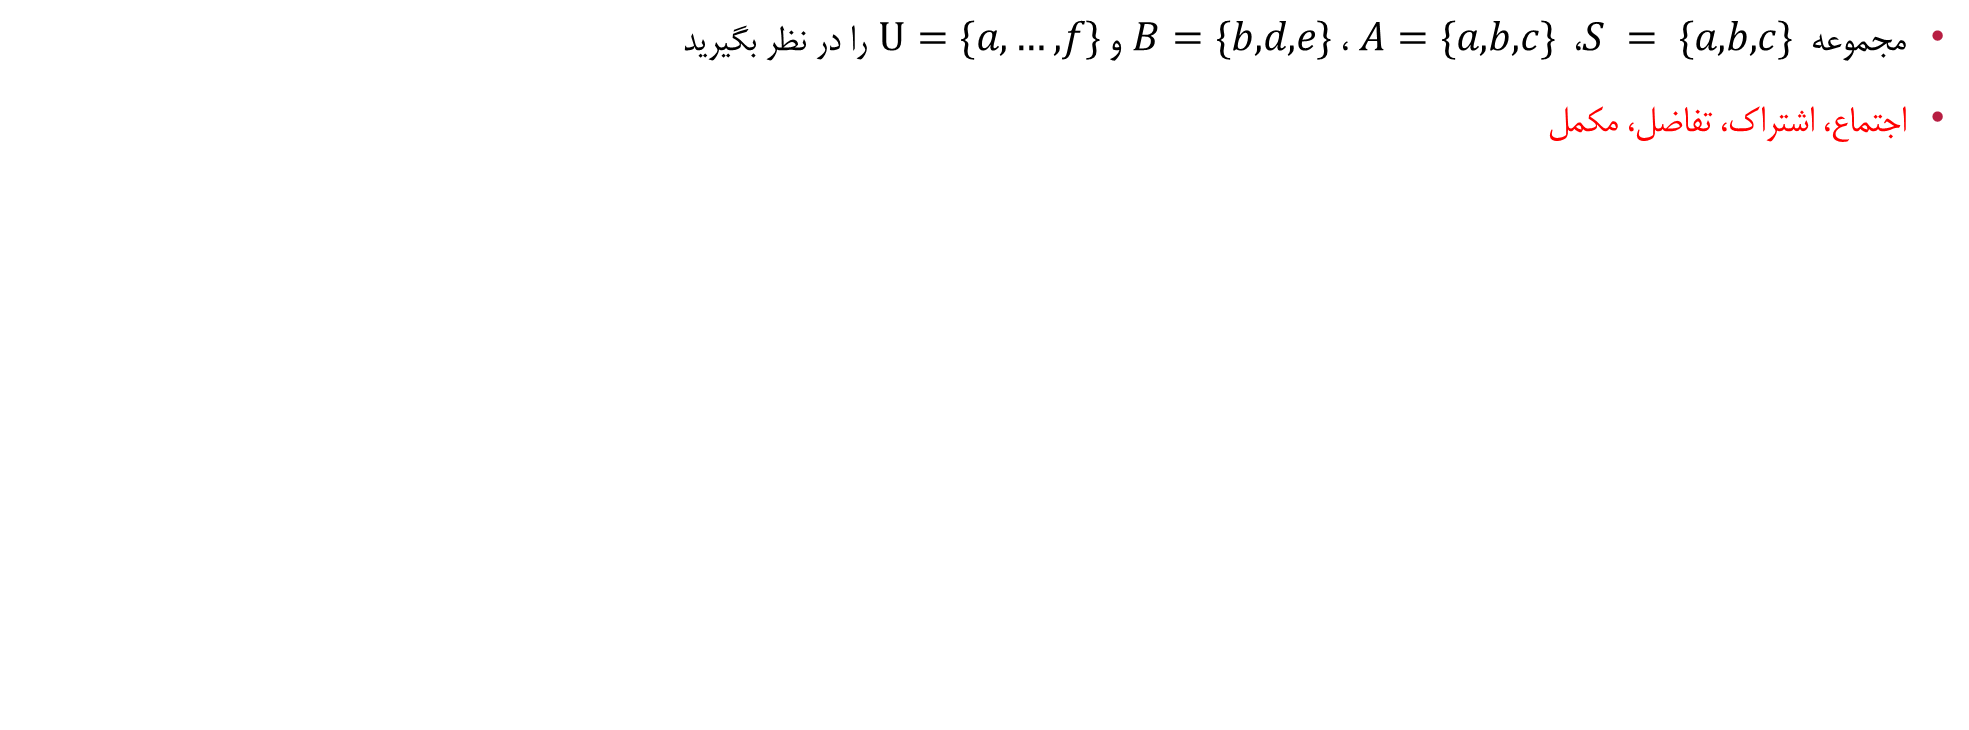 • مجموعه S = {a,b,c}، A = {a,b,c} ، B = {b,d,e} و U = {a, … ,f} را در نظر بگیرید
• اجتماع، اشتراک، تفاضل، مکمل